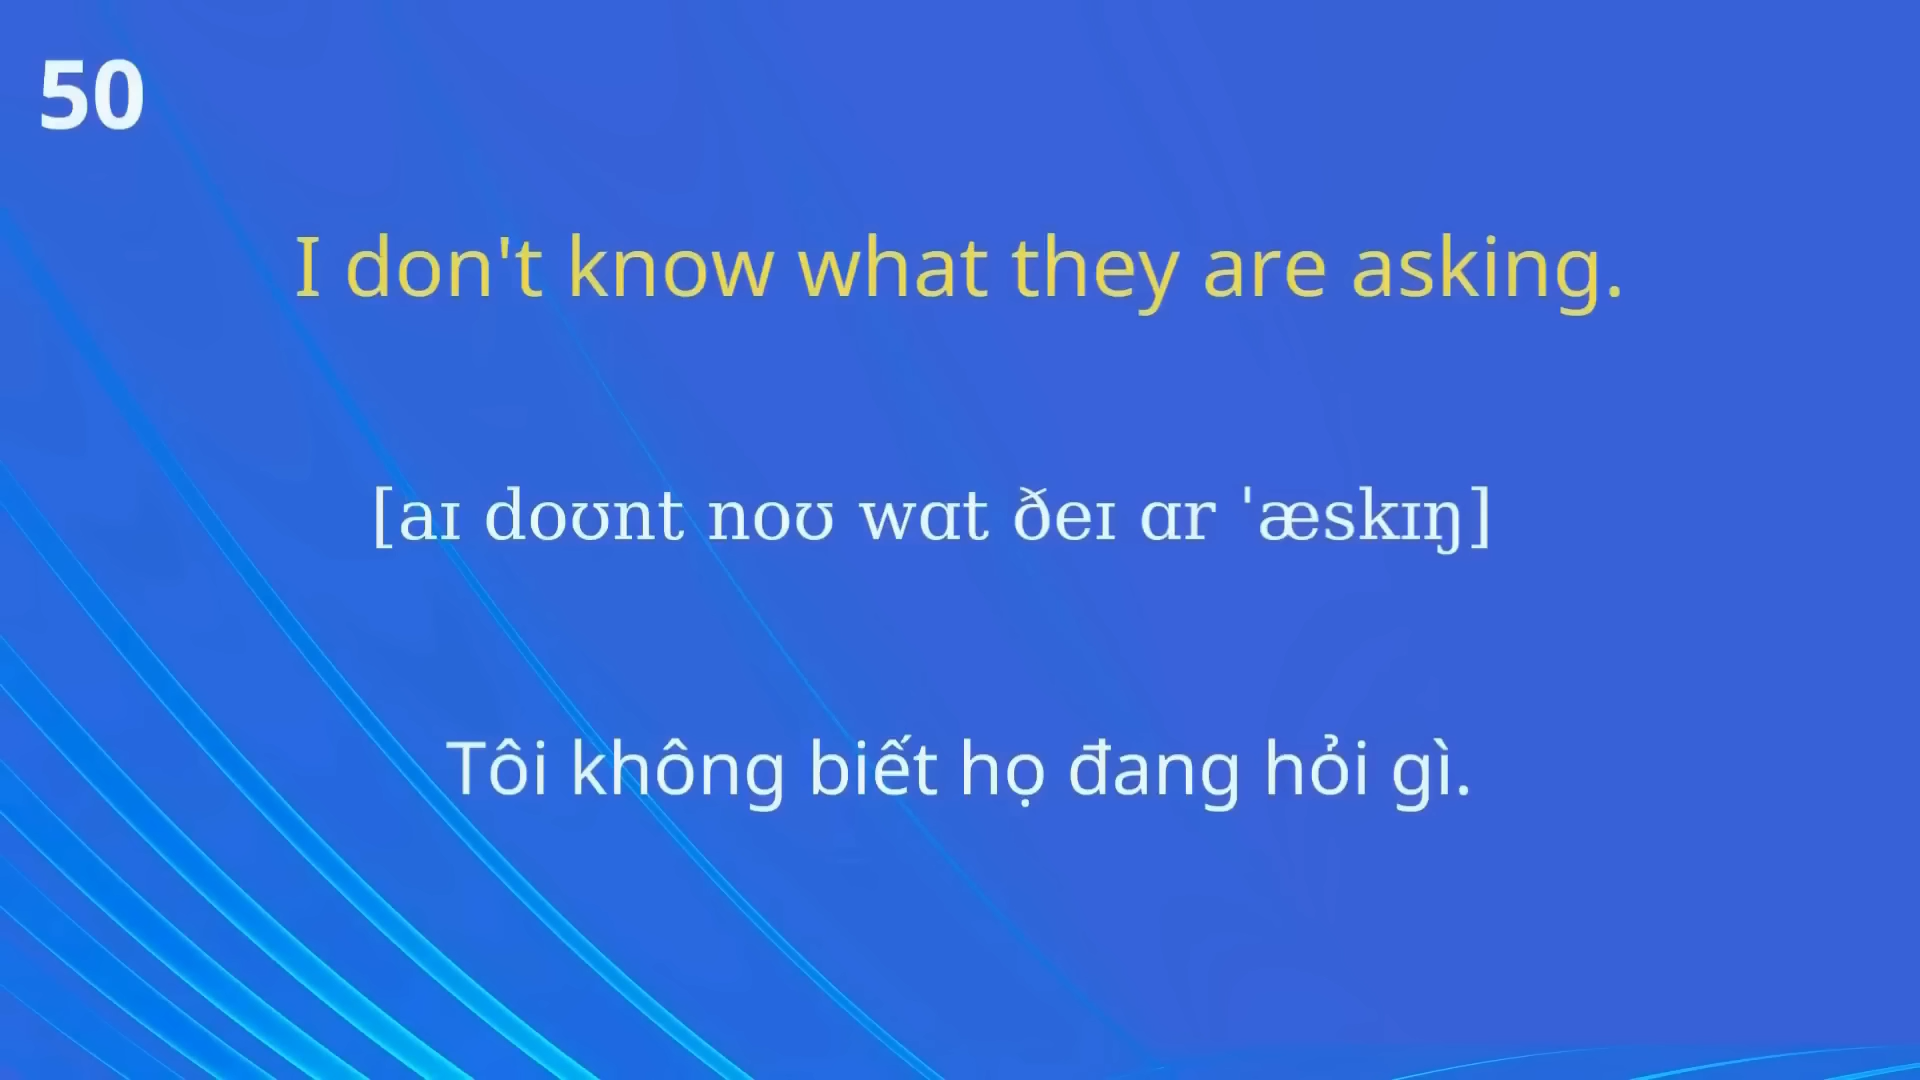 50
I don't know what they are asking.
[aɪ doʊnt noʊ wɑt ðeɪ ɑr ˈæskɪŋ]
Tôi không biết họ đang hỏi gì.